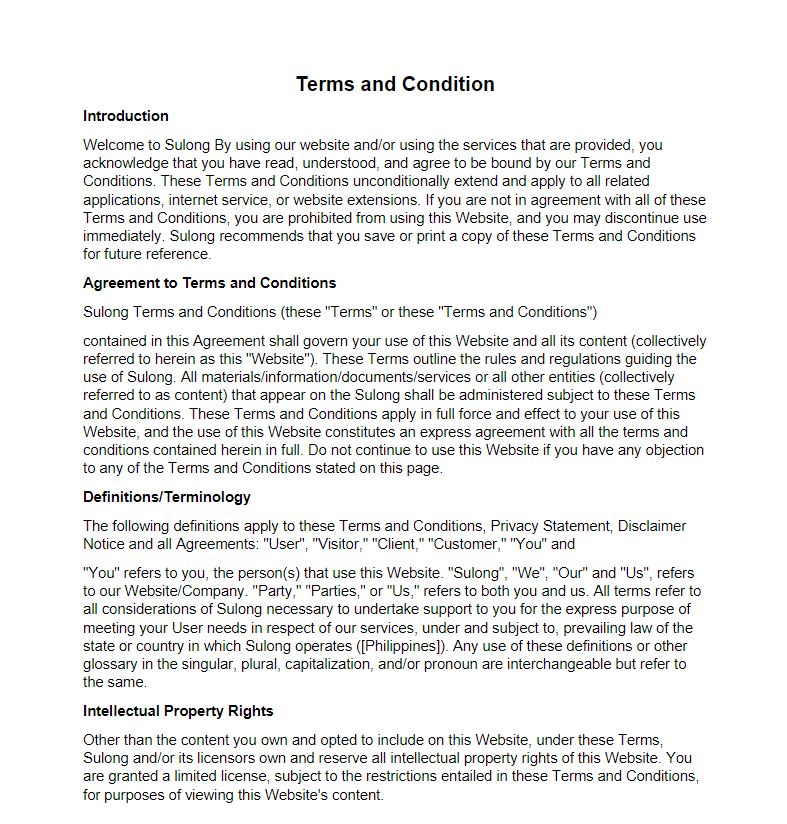 Terms and Condition
Introduction
Welcome to Sulong By using our website and/or using the services that are provided, you
acknowledge that you have read, understood, and agree to be bound by our Terms and
Conditions. These Terms and Conditions unconditionally extend and apply to all related
applications, internet service, or website extensions. If you are not in agreement with all of these
Terms and Conditions, you are prohibited from using this Website, and you may discontinue use
immediately. Sulong recommends that you save or print a copy of these Terms and Conditions
for future reference.
Agreement to Terms and Conditions
Sulong Terms and Conditions (these "Terms" or these "Terms and Conditions")
contained in this Agreement shall govern your use of this Website and all its content (collectively
referred to herein as this "Website"). These Terms outline the rules and regulations guiding the
use of Sulong. All materials/information/documents/services or all other entities (collectively
referred to as content) that appear on the Sulong shall be administered subject to these Terms
and Conditions. These Terms and Conditions apply in full force and effect to your use of this
Website, and the use of this Website constitutes an express agreement with all the terms and
conditions contained herein in full. Do not continue to use this Website if you have any objection
to any of the Terms and Conditions stated on this page.
Definitions/Terminology
The following definitions apply to these Terms and Conditions, Privacy Statement, Disclaimer
Notice and all Agreements: "User", "Visitor," "Client," "Customer," "You" and
"You" refers to you, the person(s) that use this Website. "Sulong", "We", "Our" and "Us", refers
to our Website/Company. "Party," "Parties," or "Us," refers to both you and us. All terms refer to
all considerations of Sulong necessary to undertake support to you for the express purpose of
meeting your User needs in respect of our services, under and subject to, prevailing law of the
state or country in which Sulong operates ([Philippines]). Any use of these definitions or other
glossary in the singular, plural, capitalization, and/or pronoun are interchangeable but refer to
the same.
Intellectual Property Rights
Other than the content you own and opted to include on this Website, under these Terms,
Sulong and/or its licensors own and reserve all intellectual property rights of this Website. You
are granted a limited license, subject to the restrictions entailed in these Terms and Conditions,
for purposes of viewing this Website's content.